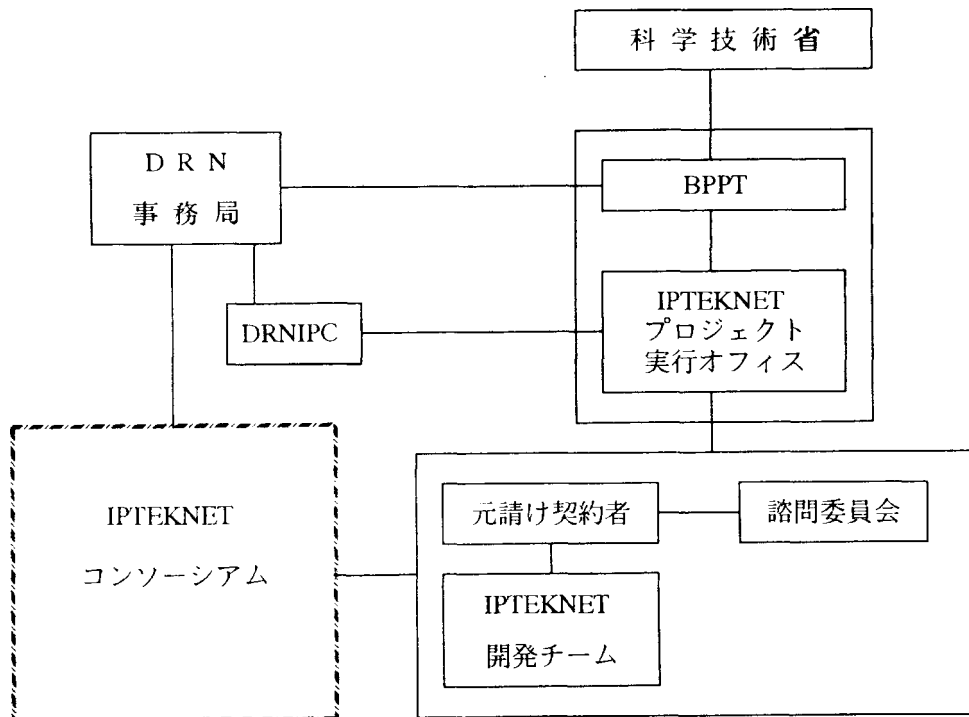 科学技術省
DRN
事務局
BPPT
DRNIPC
IPTEKNET
プロジェクト
実行オフィス
IPTEKNET
コンソーシアム
元請け契約者
諮問委員会
IPTEKNET
開発チーム